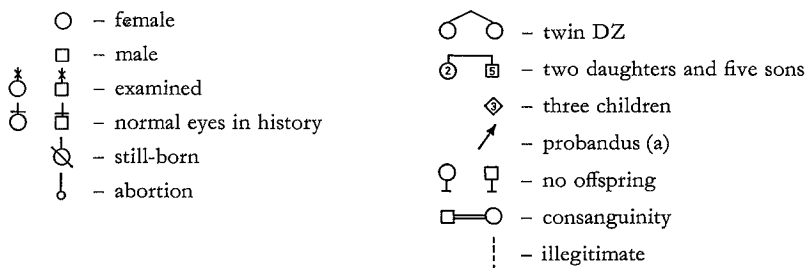 – female
– male
– examined
– normal eyes in history
– still-born
– abortion
– twin DZ
2 5 – two daughters and five sons
3 – three children
– probandus (a)
– no offspring
– consanguinity
– illegitimate